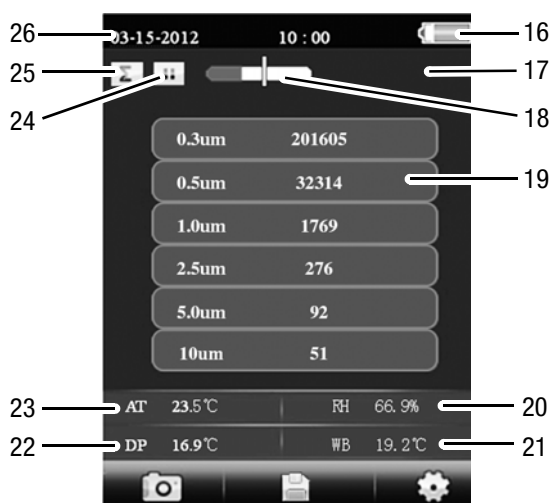 26 03-15-2012 10 : 00 16
25 Σ 17
24 18
0.3um 201605
0.5um 32314 19
1.0um 1769
2.5um 276
5.0um 92
10um 51
23 AT 23.5℃ RH 66.9% 20
22 DP 16.9℃ WB 19.2℃ 21